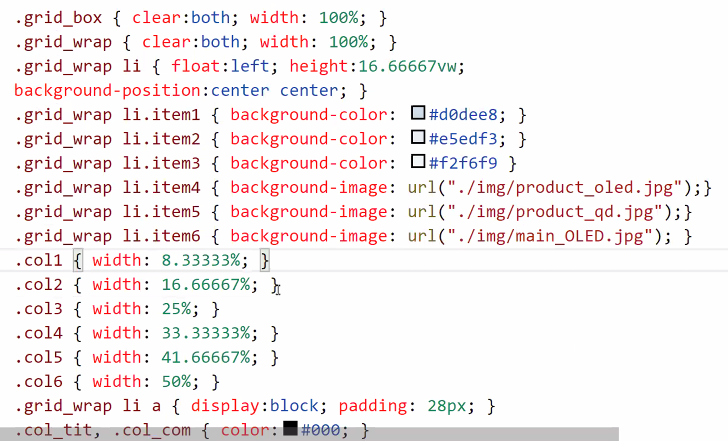 .grid_box { clear:both; width: 100%; }
.grid_wrap { clear:both; width: 100%; }
.grid_wrap li { float:left; height:16.66667vw;
background-position:center center; }
.grid_wrap li.item1 { background-color: #d0dee8; }
.grid_wrap li.item2 { background-color: #e5edf3; }
.grid_wrap li.item3 { background-color: #f2f6f9 }
.grid_wrap li.item4 { background-image: url("./img/product_oled.jpg");}
.grid_wrap li.item5 { background-image: url("./img/product_qd.jpg");}
.grid_wrap li.item6 { background-image: url("./img/main_OLED.jpg"); }
.col1 { width: 8.33333%; }
.col2 { width: 16.66667%; }
.col3 { width: 25%; }
.col4 { width: 33.33333%; }
.col5 { width: 41.66667%; }
.col6 { width: 50%; }
.grid_wrap li a { display:block; padding: 28px; }
.col_tit, .col_com { color: #000; }